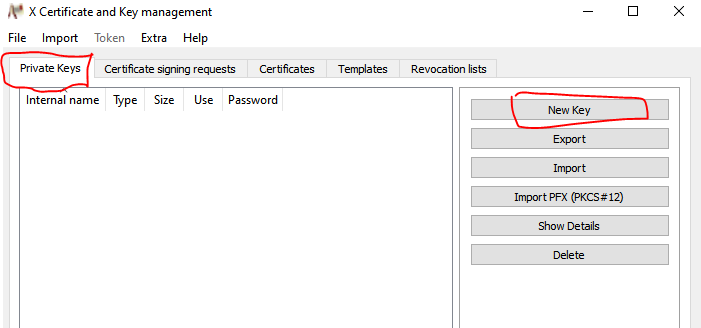 X Certificate and Key management
File Import Token Extra Help
Private Keys Certificate signing requests Certificates Templates Revocation lists
Internal name Type Size Use Password
New Key
Export
Import
Import PFX (PKCS#12)
Show Details
Delete